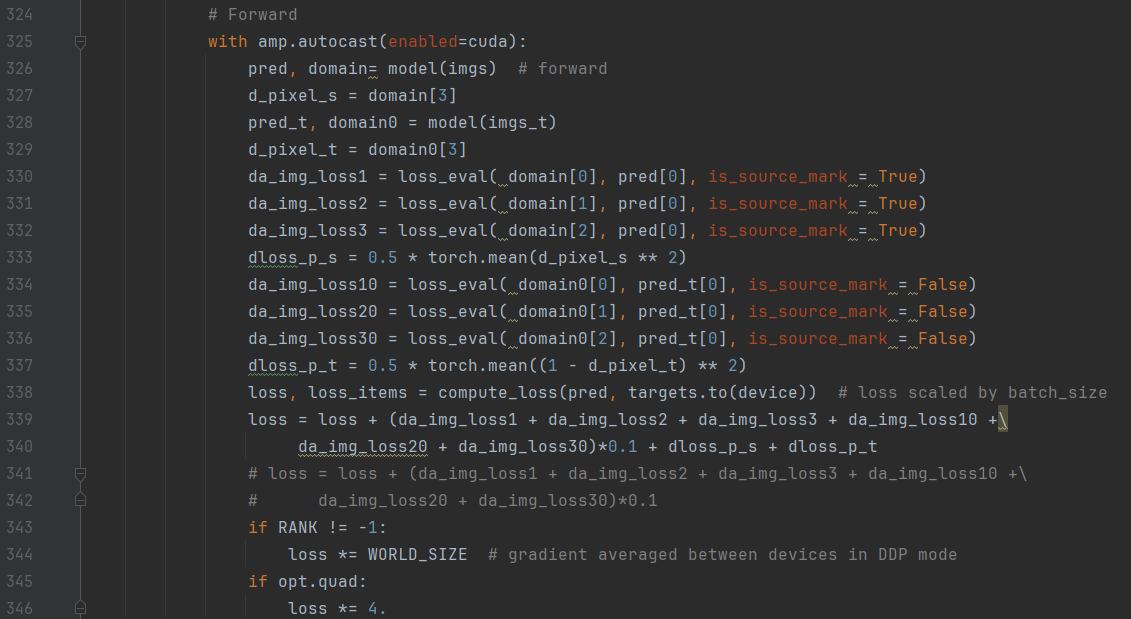 324 # Forward
325 with amp.autocast(enabled=cuda):
326 pred, domain= model(imgs)  # forward
327 d_pixel_s = domain[3]
328 pred_t, domain0 = model(imgs_t)
329 d_pixel_t = domain0[3]
330 da_img_loss1 = loss_eval( domain[0], pred[0], is_source_mark = True)
331 da_img_loss2 = loss_eval( domain[1], pred[0], is_source_mark = True)
332 da_img_loss3 = loss_eval( domain[2], pred[0], is_source_mark = True)
333 dloss_p_s = 0.5 * torch.mean(d_pixel_s ** 2)
334 da_img_loss10 = loss_eval( domain0[0], pred_t[0], is_source_mark = False)
335 da_img_loss20 = loss_eval( domain0[1], pred_t[0], is_source_mark = False)
336 da_img_loss30 = loss_eval( domain0[2], pred_t[0], is_source_mark = False)
337 dloss_p_t = 0.5 * torch.mean((1 - d_pixel_t) ** 2)
338 loss, loss_items = compute_loss(pred, targets.to(device))  # loss scaled by batch_size
339 loss = loss + (da_img_loss1 + da_img_loss2 + da_img_loss3 + da_img_loss10 +\
340 da_img_loss20 + da_img_loss30)*0.1 + dloss_p_s + dloss_p_t
341 # loss = loss + (da_img_loss1 + da_img_loss2 + da_img_loss3 + da_img_loss10 +\
342 #      da_img_loss20 + da_img_loss30)*0.1
343 if RANK != -1:
344 loss *= WORLD_SIZE  # gradient averaged between devices in DDP mode
345 if opt.quad:
346 loss *= 4.